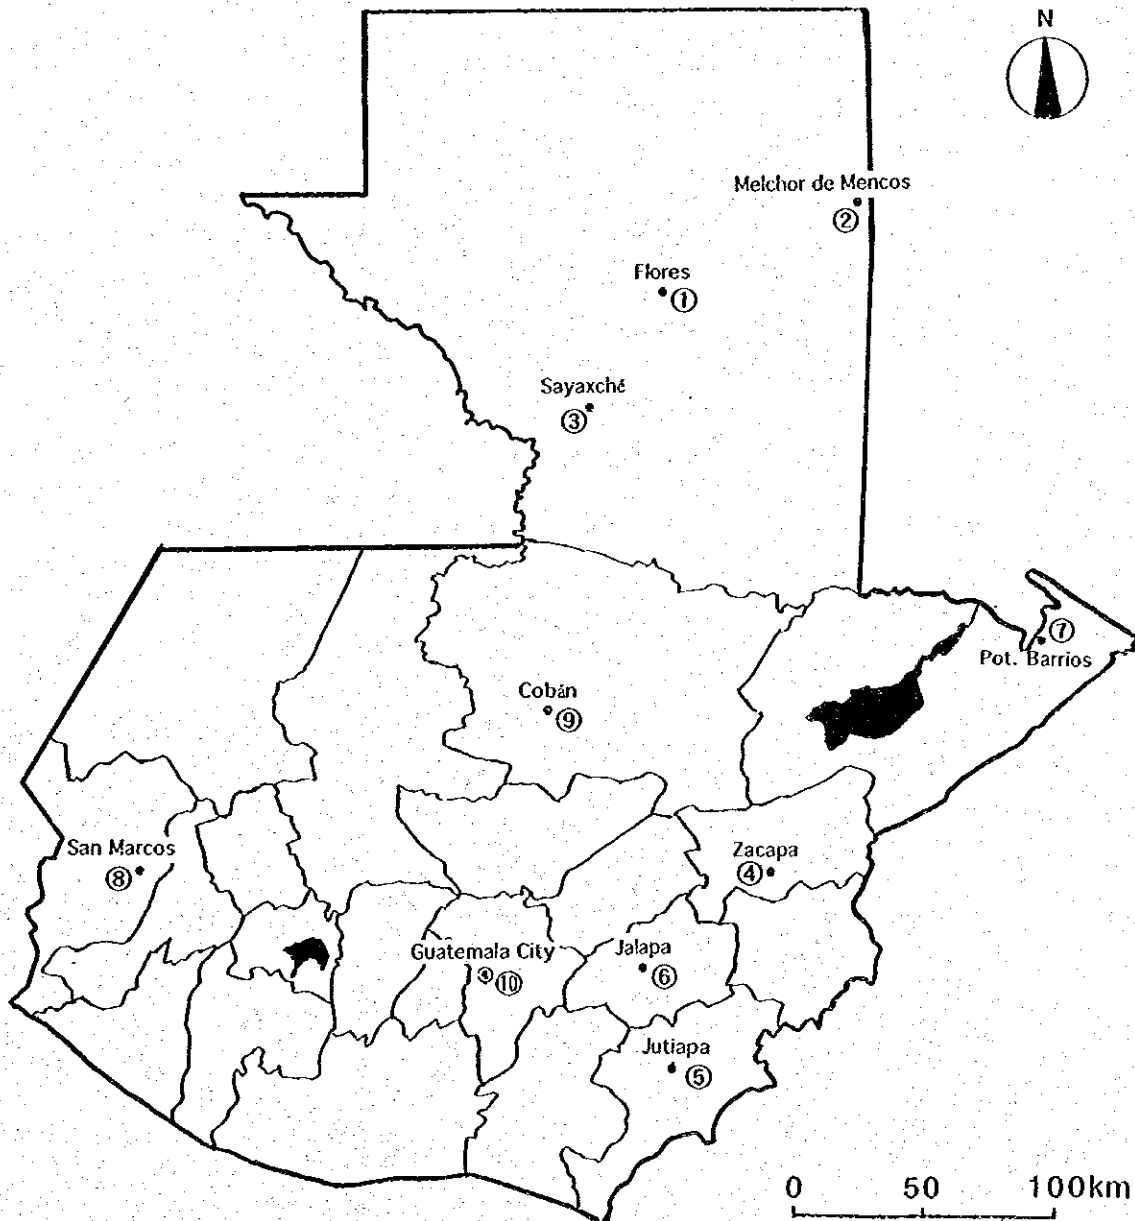 N
Melchor de Mencos
②
Flores
①
Sayaxché
③
⑦
Pot. Barrios
Cobán
⑨
San Marcos
⑧
Zacapa
④
Guatemala City
⑩
Jalapa
⑥
Jutiapa
⑤
0 50 100km